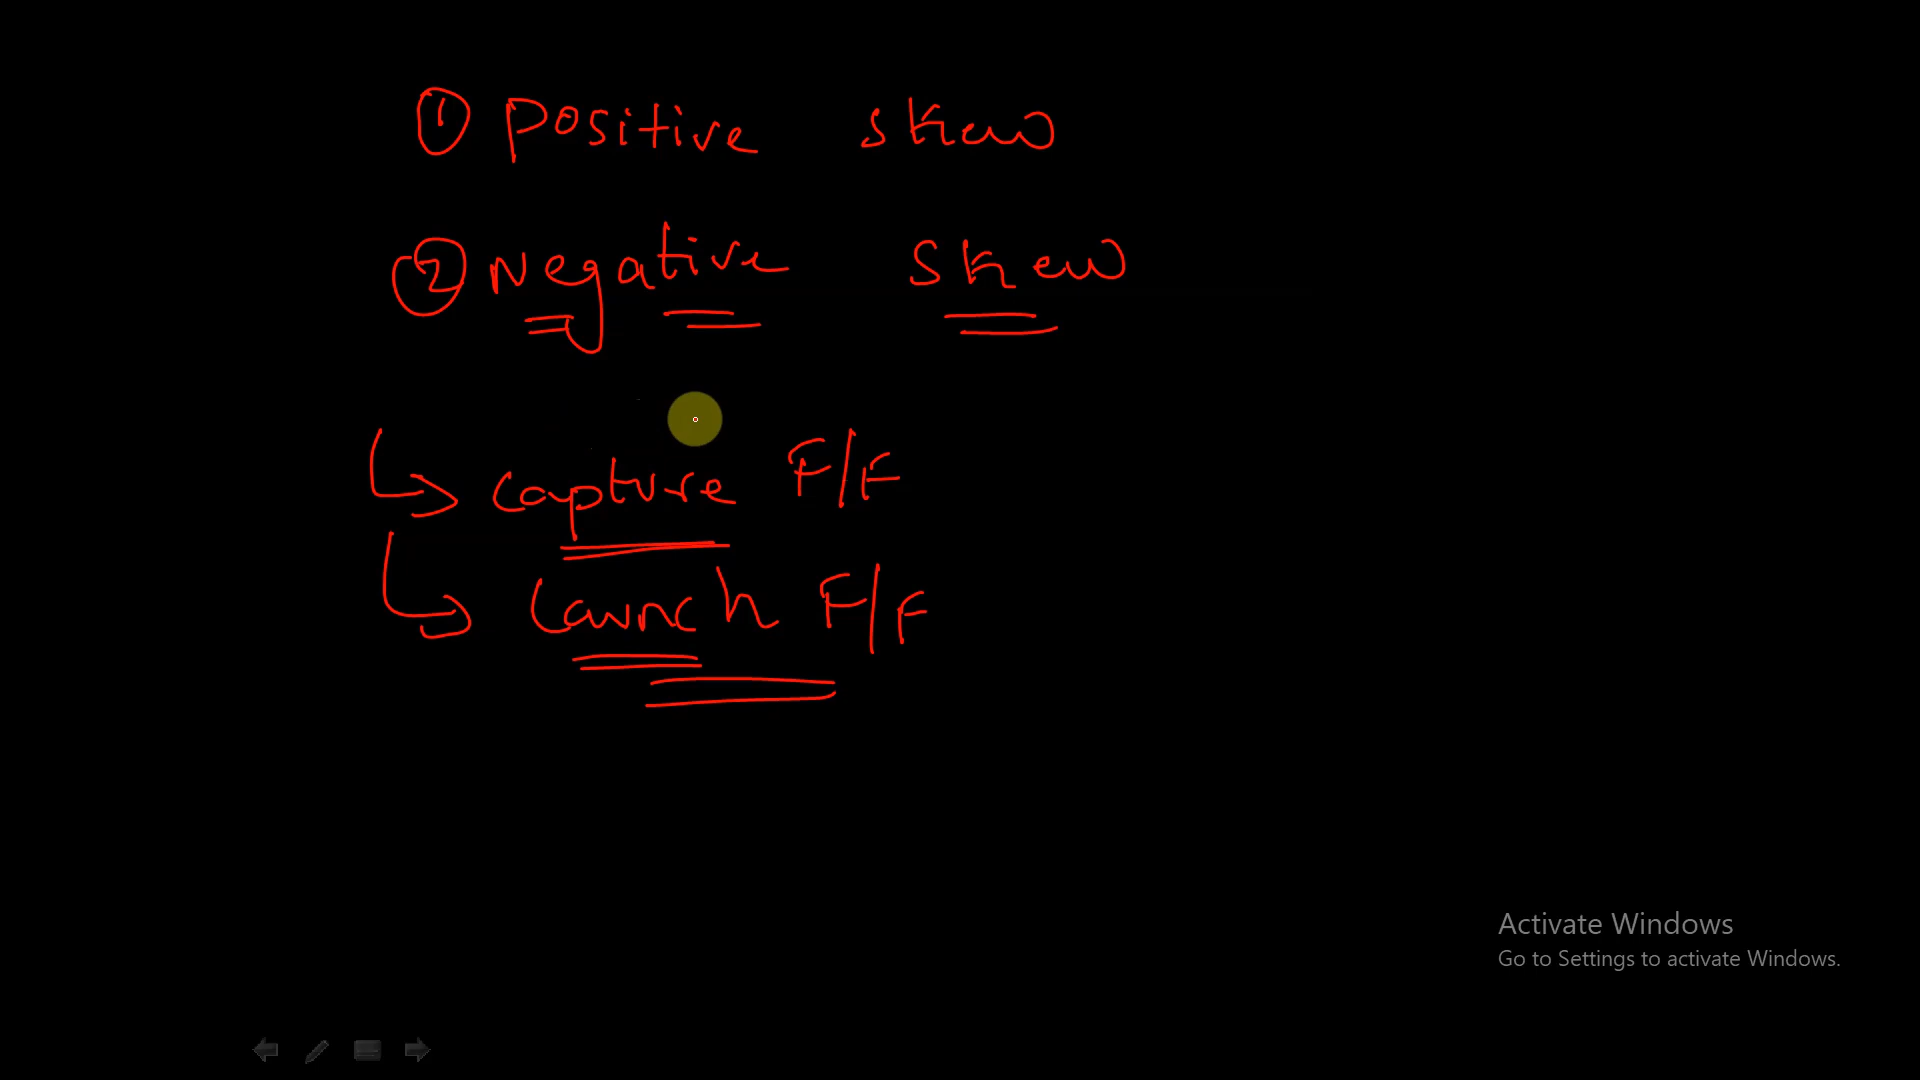 ① Positive skew
② Negative skew
↳ capture F/F
↳ Launch F/F
Activate Windows
Go to Settings to activate Windows.